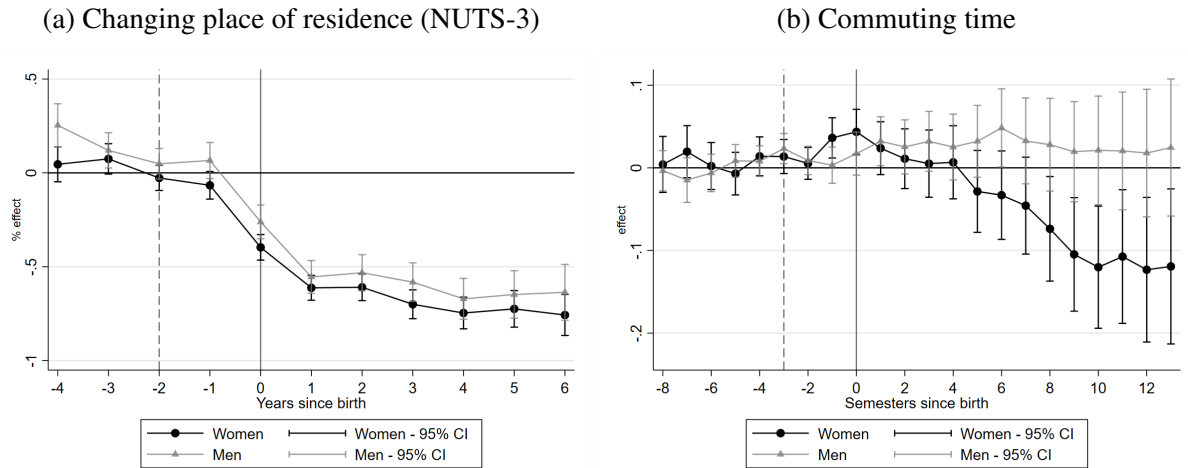 (a) Changing place of residence (NUTS-3)
.5
0
-.5
-1
% effect
-4 -3 -2 -1 0 1 2 3 4 5 6
Years since birth
Women Women - 95% CI
Men Men - 95% CI
(b) Commuting time
.1
0
-.1
-.2
effect
-8 -6 -4 -2 0 2 4 6 8 10 12
Semesters since birth
Women Women - 95% CI
Men Men - 95% CI